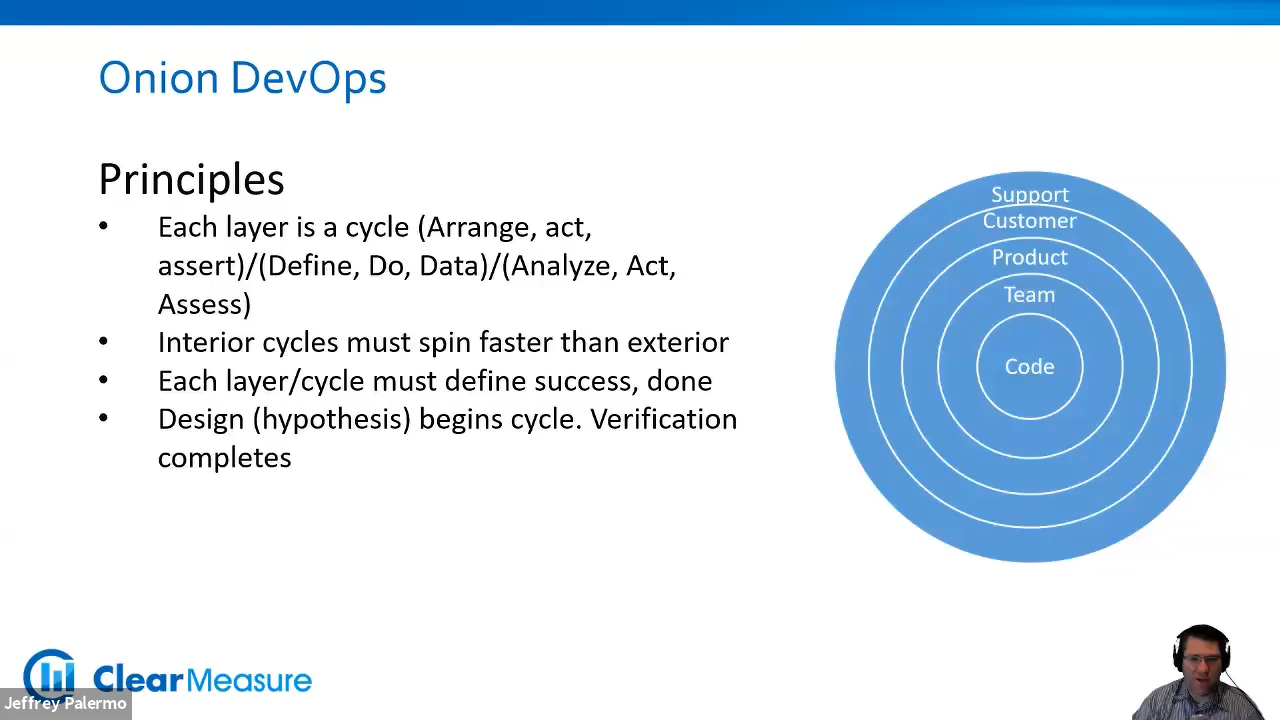 Onion DevOps
Principles
• Each layer is a cycle (Arrange, act,
assert)/(Define, Do, Data)/(Analyze, Act,
Assess)
• Interior cycles must spin faster than exterior
• Each layer/cycle must define success, done
• Design (hypothesis) begins cycle. Verification
completes
Support
Customer
Product
Team
Code
ClearMeasure
Jeffrey Palermo